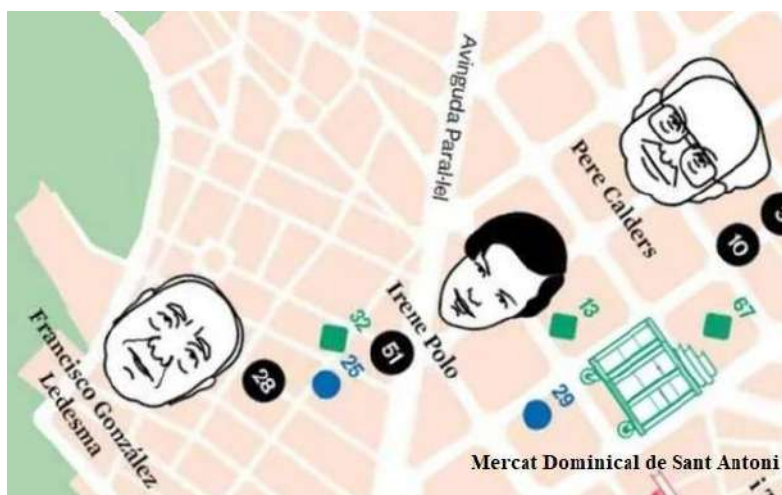 Avinguda Paral·lel
Pere Calders
10
Irene Polo
13
67
32
51
25
28
29
Francisco González
Ledesma
Mercat Dominical de Sant Antoni